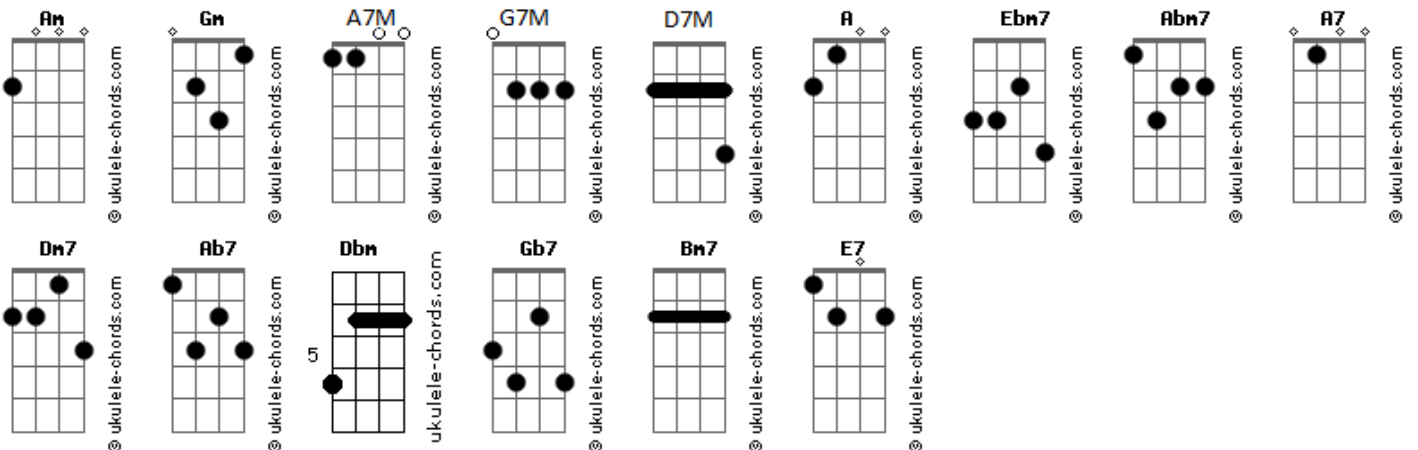 Am Gm A7M G7M D7M A Ebm7 Abm7 A7
© ukulele-chords.com © ukulele-chords.com © ukulele-chords.com © ukulele-chords.com © ukulele-chords.com © ukulele-chords.com © ukulele-chords.com © ukulele-chords.com © ukulele-chords.com
Dm7 Ab7 Dbm Gb7 Bm7 E7
5
© ukulele-chords.com © ukulele-chords.com ukulele-chords.com © ukulele-chords.com © ukulele-chords.com © ukulele-chords.com